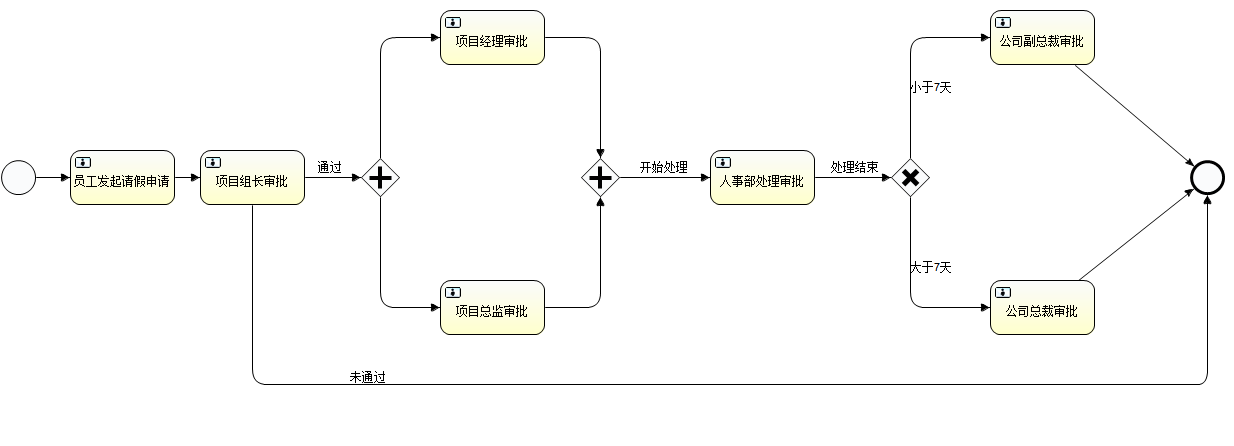 项目经理审批
公司副总裁审批
小于7天
员工发起请假申请
项目组长审批
通过
开始处理
人事部处理审批
处理结束
大于7天
项目总监审批
公司总裁审批
未通过